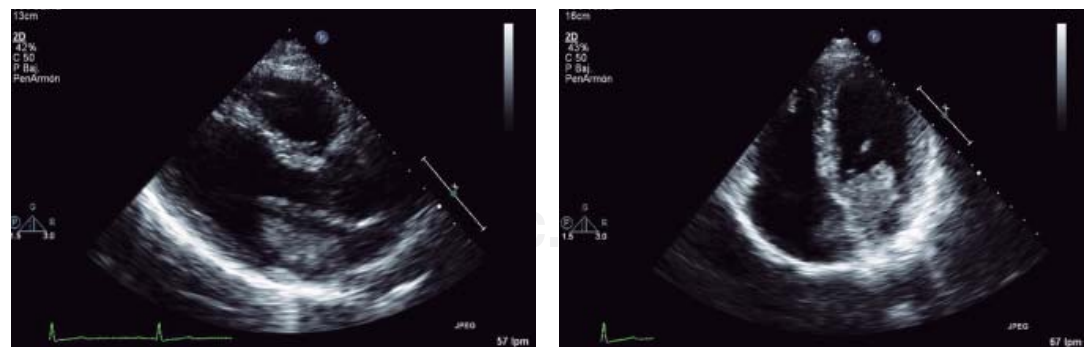 13cm
2D
42%
C 50
P Baj.
PenArmón
P
G
P R
1.5 3.0
JPEG
57 lpm
16cm
2D
43%
C 50
P Baj.
PenArmón
P
G
P R
1.5 3.0
JPEG
67 lpm